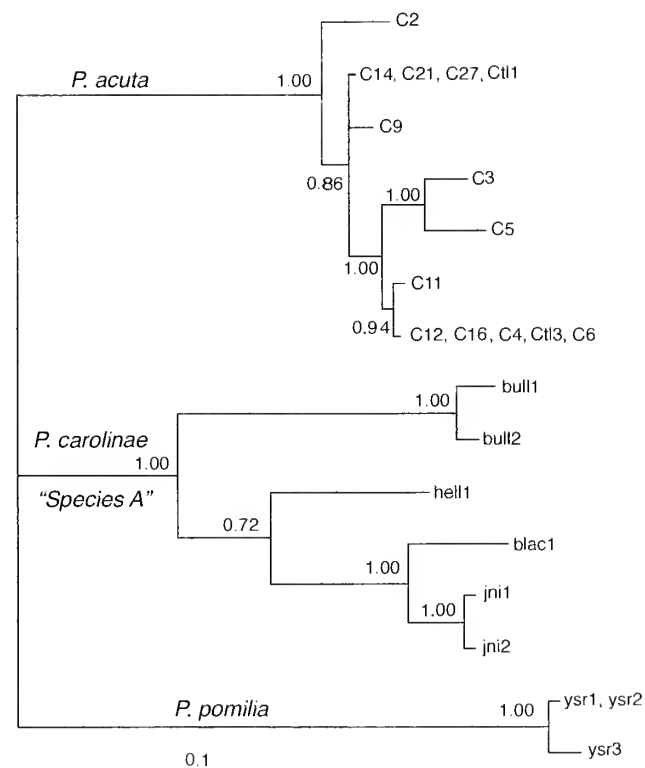 C2
P. acuta
1.00
C14, C21, C27, Ctl1
C9
0.86
C3
1.00
C5
1.00
C11
0.94
C12, C16, C4, Ctl3, C6
bull1
1.00
P. carolinae
bull2
1.00
"Species A"
hell1
0.72
blac1
1.00
jni1
1.00
jni2
P. pomilia
1.00
ysr1, ysr2
ysr3
0.1